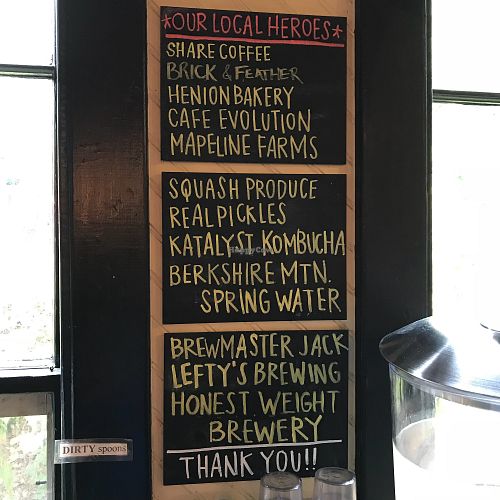 *OUR LOCAL HEROES*
SHARE COFFEE
BRICK & FEATHER
HENION BAKERY
CAFE EVOLUTION
MAPELINE FARMS
SQUASH PRODUCE
REAL PICKLES
KATALYST KOMBUCHA
BERKSHIRE MTN.
SPRING WATER
BREWMASTER JACK
LEFTY'S BREWING
HONEST WEIGHT
BREWERY
THANK YOU!!
DIRTY spoons